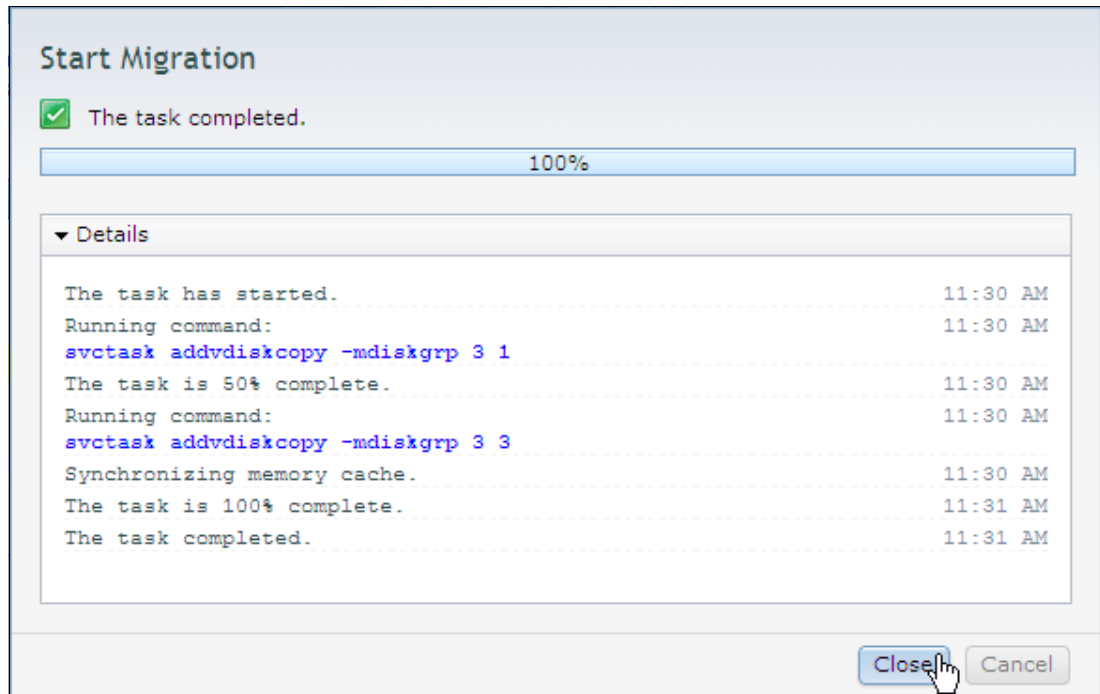 Start Migration
The task completed.
100%
Details
The task has started. 11:30 AM
Running command: 11:30 AM
svctask addvdiskcopy -mdiskgrp 3 1
The task is 50% complete. 11:30 AM
Running command: 11:30 AM
svctask addvdiskcopy -mdiskgrp 3 3
Synchronizing memory cache. 11:30 AM
The task is 100% complete. 11:31 AM
The task completed. 11:31 AM
Close Cancel